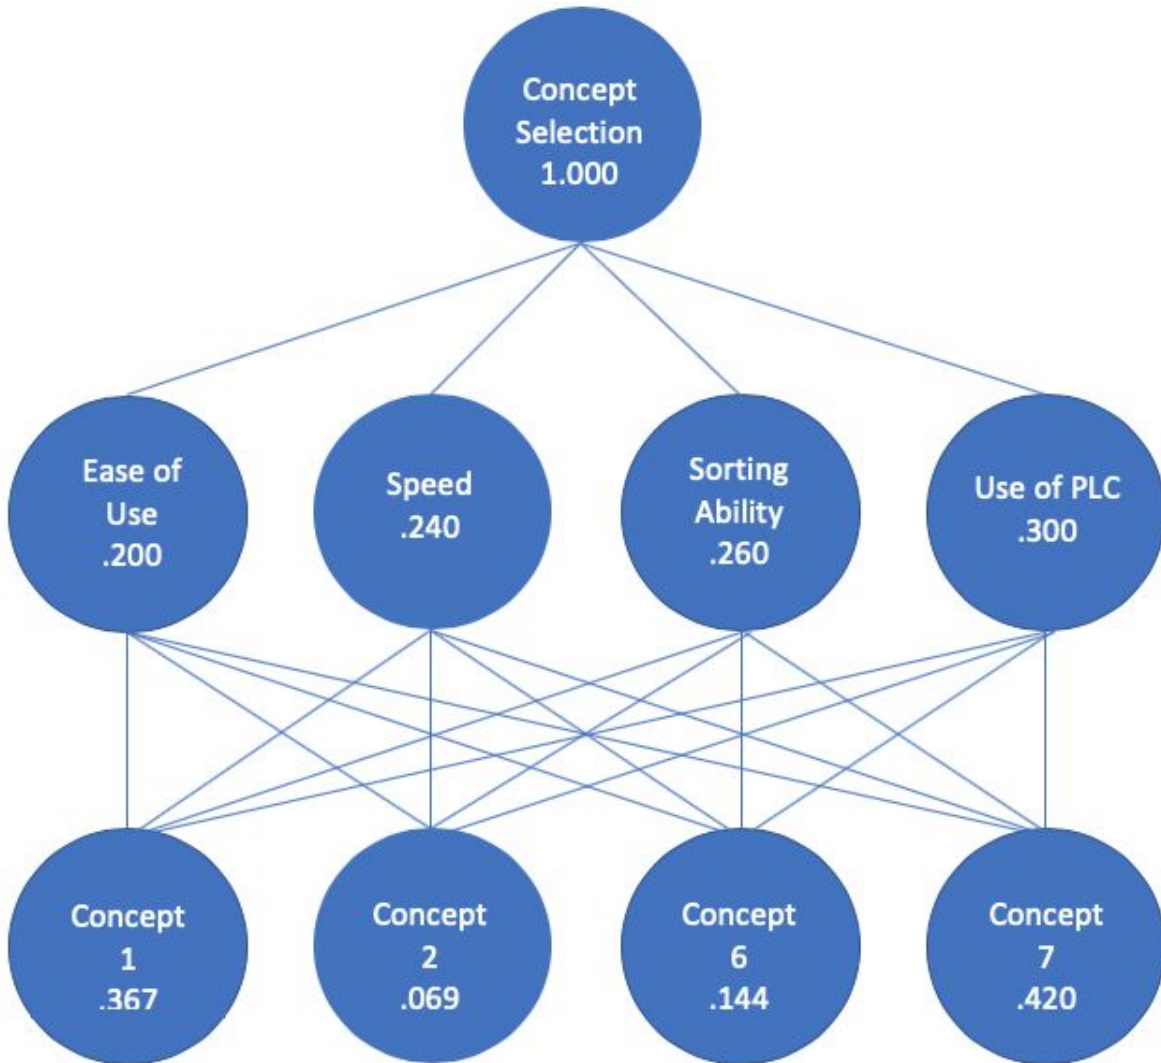 Concept
Selection
1.000
Ease of
Use
.200
Speed
.240
Sorting
Ability
.260
Use of PLC
.300
Concept
1
.367
Concept
2
.069
Concept
6
.144
Concept
7
.420